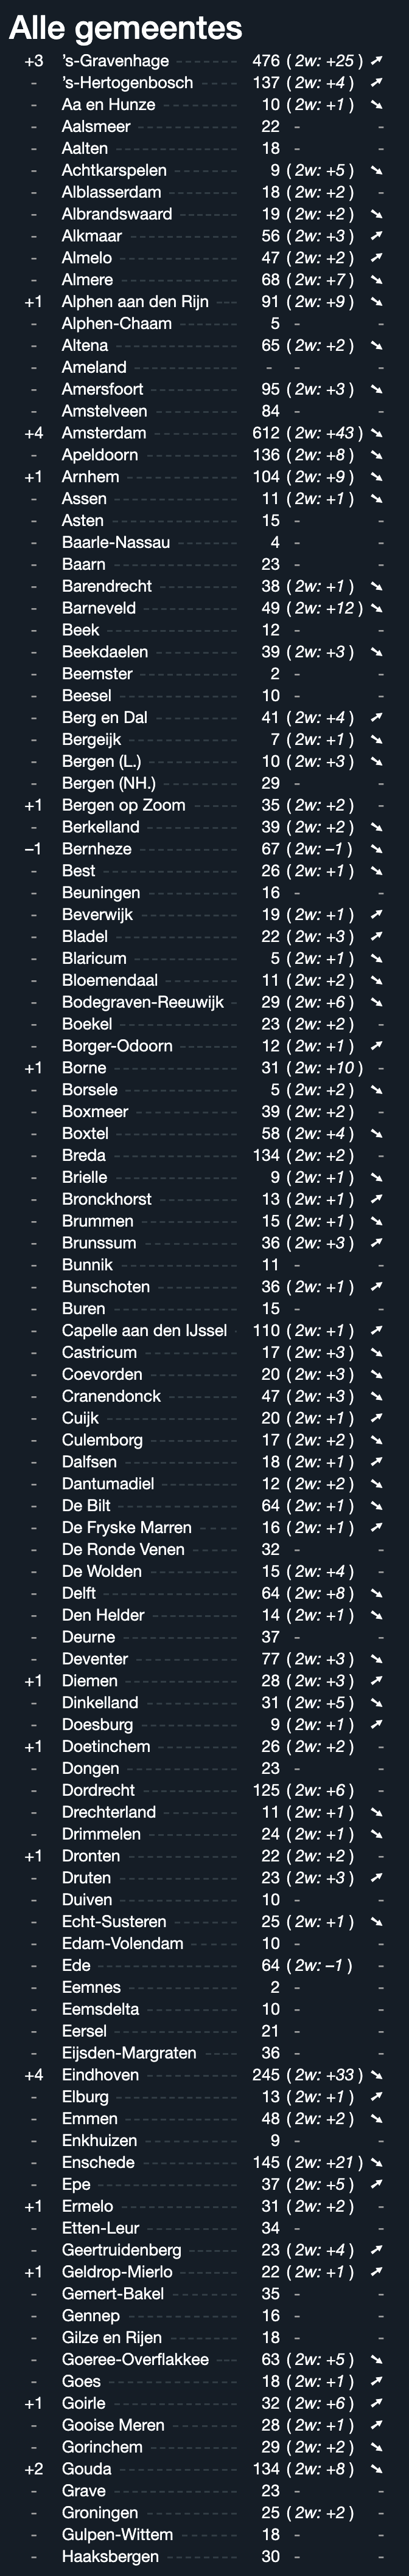 Alle gemeentes
+3 ’s-Gravenhage 476 ( 2w: +25 ) ➚
- ’s-Hertogenbosch 137 ( 2w: +4 ) ➚
- Aa en Hunze 10 ( 2w: +1 ) ➘
- Aalsmeer 22 - -
- Aalten 18 - -
- Achtkarspelen 9 ( 2w: +5 ) ➘
- Alblasserdam 18 ( 2w: +2 ) -
- Albrandswaard 19 ( 2w: +2 ) ➘
- Alkmaar 56 ( 2w: +3 ) ➚
- Almelo 47 ( 2w: +2 ) ➚
- Almere 68 ( 2w: +7 ) ➘
+1 Alphen aan den Rijn 91 ( 2w: +9 ) ➘
- Alphen-Chaam 5 - -
- Altena 65 ( 2w: +2 ) ➘
- Ameland - - -
- Amersfoort 95 ( 2w: +3 ) ➘
- Amstelveen 84 - -
+4 Amsterdam 612 ( 2w: +43 ) ➘
- Apeldoorn 136 ( 2w: +8 ) ➘
+1 Arnhem 104 ( 2w: +9 ) ➘
- Assen 11 ( 2w: +1 ) ➘
- Asten 15 - -
- Baarle-Nassau 4 - -
- Baarn 23 - -
- Barendrecht 38 ( 2w: +1 ) ➘
- Barneveld 49 ( 2w: +12 ) ➘
- Beek 12 - -
- Beekdaelen 39 ( 2w: +3 ) ➘
- Beemster 2 - -
- Beesel 10 - -
- Berg en Dal 41 ( 2w: +4 ) ➚
- Bergeijk 7 ( 2w: +1 ) ➘
- Bergen (L.) 10 ( 2w: +3 ) ➘
- Bergen (NH.) 29 - -
+1 Bergen op Zoom 35 ( 2w: +2 ) -
- Berkelland 39 ( 2w: +2 ) ➘
–1 Bernheze 67 ( 2w: –1 ) ➘
- Best 26 ( 2w: +1 ) ➘
- Beuningen 16 - -
- Beverwijk 19 ( 2w: +1 ) ➚
- Bladel 22 ( 2w: +3 ) ➚
- Blaricum 5 ( 2w: +1 ) ➘
- Bloemendaal 11 ( 2w: +2 ) ➘
- Bodegraven-Reeuwijk 29 ( 2w: +6 ) ➘
- Boekel 23 ( 2w: +2 ) -
- Borger-Odoorn 12 ( 2w: +1 ) ➚
+1 Borne 31 ( 2w: +10 ) -
- Borsele 5 ( 2w: +2 ) ➘
- Boxmeer 39 ( 2w: +2 ) -
- Boxtel 58 ( 2w: +4 ) ➘
- Breda 134 ( 2w: +2 ) -
- Brielle 9 ( 2w: +1 ) ➘
- Bronckhorst 13 ( 2w: +1 ) ➚
- Brummen 15 ( 2w: +1 ) ➘
- Brunssum 36 ( 2w: +3 ) ➚
- Bunnik 11 - -
- Bunschoten 36 ( 2w: +1 ) ➚
- Buren 15 - -
- Capelle aan den IJssel 110 ( 2w: +1 ) ➚
- Castricum 17 ( 2w: +3 ) ➘
- Coevorden 20 ( 2w: +3 ) ➘
- Cranendonck 47 ( 2w: +3 ) ➘
- Cuijk 20 ( 2w: +1 ) ➚
- Culemborg 17 ( 2w: +2 ) ➘
- Dalfsen 18 ( 2w: +1 ) ➚
- Dantumadiel 12 ( 2w: +2 ) ➘
- De Bilt 64 ( 2w: +1 ) ➘
- De Fryske Marren 16 ( 2w: +1 ) ➚
- De Ronde Venen 32 - -
- De Wolden 15 ( 2w: +4 ) -
- Delft 64 ( 2w: +8 ) ➘
- Den Helder 14 ( 2w: +1 ) ➘
- Deurne 37 - -
- Deventer 77 ( 2w: +3 ) ➘
+1 Diemen 28 ( 2w: +3 ) ➚
- Dinkelland 31 ( 2w: +5 ) ➘
- Doesburg 9 ( 2w: +1 ) ➚
+1 Doetinchem 26 ( 2w: +2 ) -
- Dongen 23 - -
- Dordrecht 125 ( 2w: +6 ) -
- Drechterland 11 ( 2w: +1 ) ➘
- Drimmelen 24 ( 2w: +1 ) ➘
+1 Dronten 22 ( 2w: +2 ) -
- Druten 23 ( 2w: +3 ) ➚
- Duiven 10 - -
- Echt-Susteren 25 ( 2w: +1 ) ➘
- Edam-Volendam 10 - -
- Ede 64 ( 2w: –1 ) -
- Eemnes 2 - -
- Eemsdelta 10 - -
- Eersel 21 - -
- Eijsden-Margraten 36 - -
+4 Eindhoven 245 ( 2w: +33 ) ➘
- Elburg 13 ( 2w: +1 ) ➚
- Emmen 48 ( 2w: +2 ) ➘
- Enkhuizen 9 - -
- Enschede 145 ( 2w: +21 ) ➘
- Epe 37 ( 2w: +5 ) ➚
+1 Ermelo 31 ( 2w: +2 ) -
- Etten-Leur 34 - -
- Geertruidenberg 23 ( 2w: +4 ) ➚
+1 Geldrop-Mierlo 22 ( 2w: +1 ) ➚
- Gemert-Bakel 35 - -
- Gennep 16 - -
- Gilze en Rijen 18 - -
- Goeree-Overflakkee 63 ( 2w: +5 ) ➘
- Goes 18 ( 2w: +1 ) ➚
+1 Goirle 32 ( 2w: +6 ) ➚
- Gooise Meren 28 ( 2w: +1 ) ➚
- Gorinchem 29 ( 2w: +2 ) ➘
+2 Gouda 134 ( 2w: +8 ) ➘
- Grave 23 - -
- Groningen 25 ( 2w: +2 ) -
- Gulpen-Wittem 18 - -
- Haaksbergen 30 - -